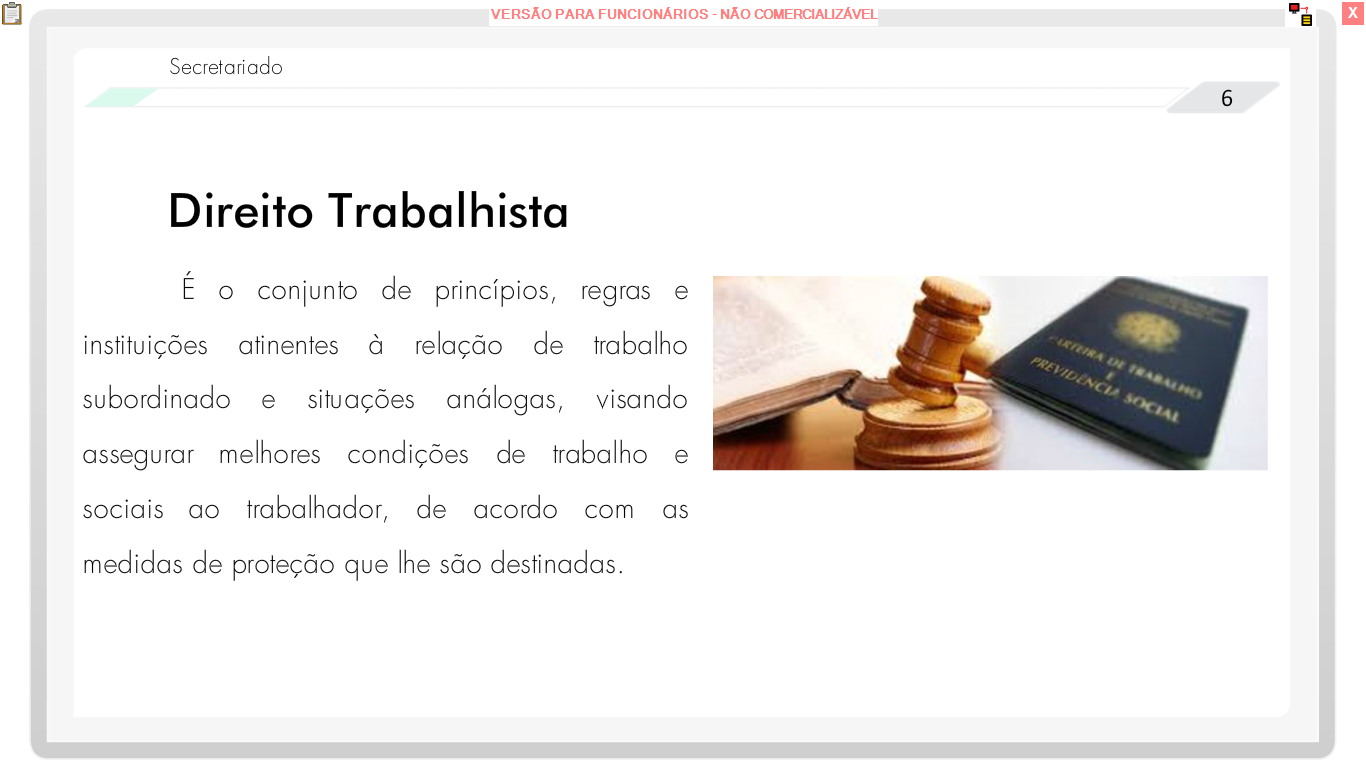 VERSÃO PARA FUNCIONÁRIOS - NÃO COMERCIALIZÁVEL
X
Secretariado
6
Direito Trabalhista
É o conjunto de princípios, regras e
instituições atinentes à relação de trabalho
subordinado e situações análogas, visando
assegurar melhores condições de trabalho e
sociais ao trabalhador, de acordo com as
medidas de proteção que lhe são destinadas.
CARTEIRA DE TRABALHO
E
PREVIDÊNCIA SOCIAL